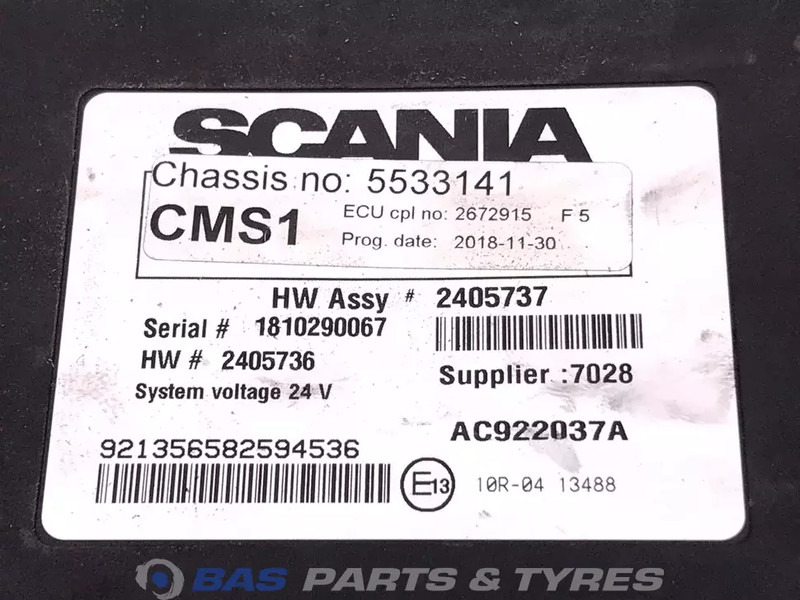 SCANIA
Chassis no: 5533141
CMS1 ECU cpl no: 2672915 F 5
Prog. date: 2018-11-30
HW Assy # 2405737
Serial # 1810290067
HW # 2405736
Supplier :7028
System voltage 24 V
AC922037A
921356582594536
E13 10R-04 13488
BAS PARTS & TYRES